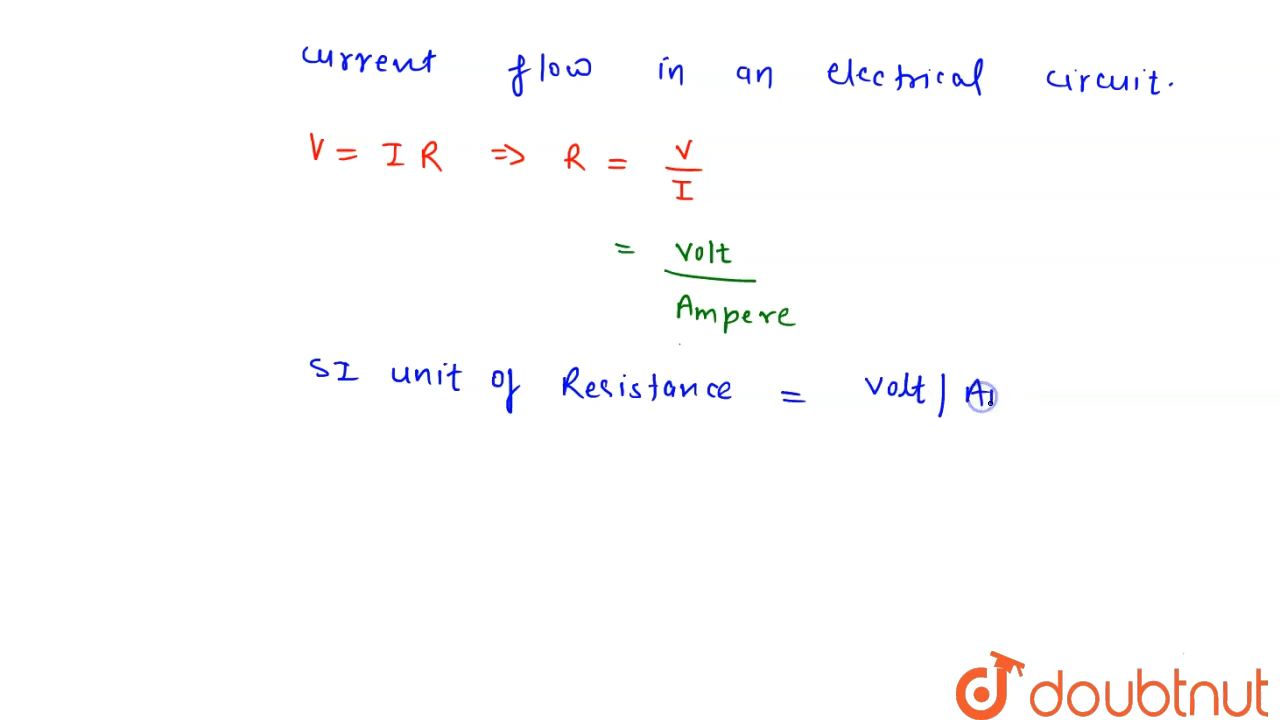 current flow in an electrical circuit.
V = I R => R = V/I
= Volt/Ampere
SI unit of Resistance = Volt/A
doubtnut